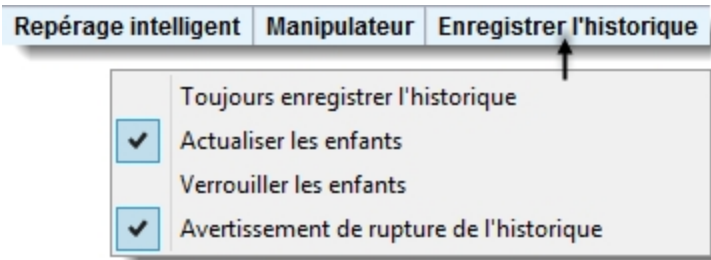 Repérage intelligent Manipulateur Enregistrer l'historique
Toujours enregistrer l'historique
Actualiser les enfants
Verrouiller les enfants
Avertissement de rupture de l'historique